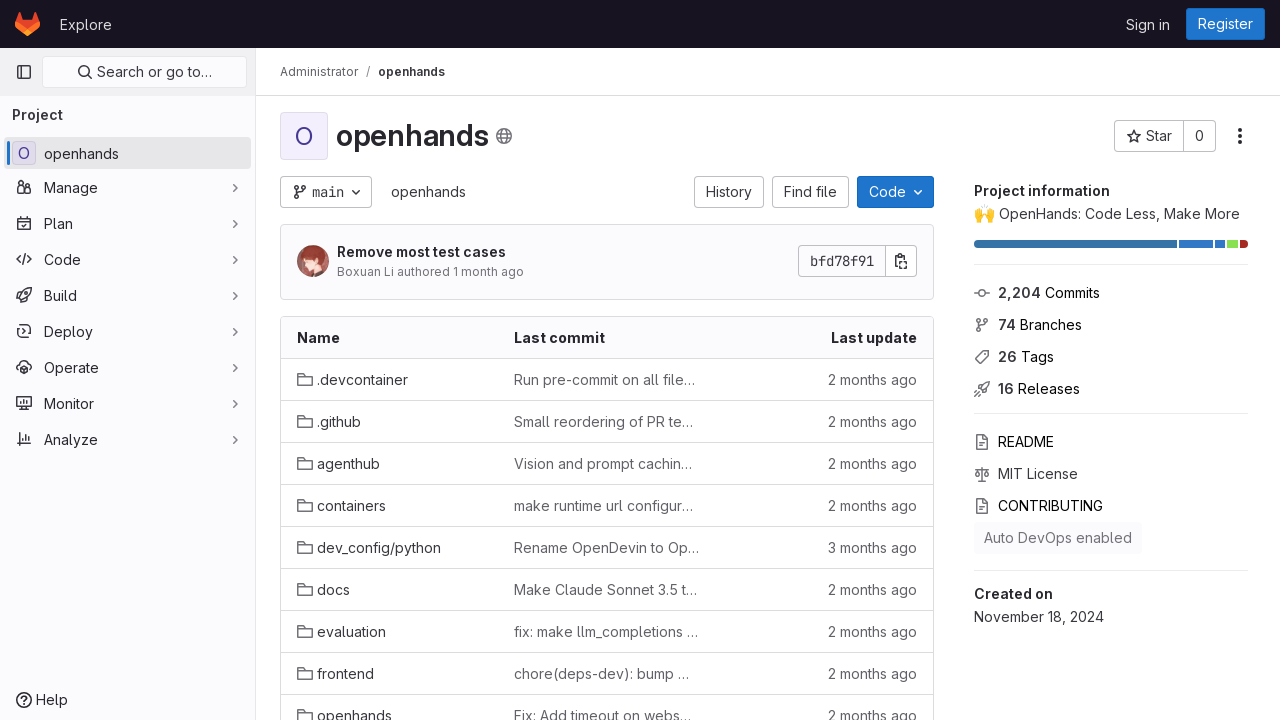 Explore
Sign in
Register
Search or go to…
Administrator / openhands
Project
O openhands
Manage
Plan
Code
Build
Deploy
Operate
Monitor
Analyze
Help
O openhands
Star 0
main
openhands
History
Find file
Code
Remove most test cases
Boxuan Li authored 1 month ago
bfd78f91
Name Last commit Last update
.devcontainer Run pre-commit on all file… 2 months ago
.github Small reordering of PR te… 2 months ago
agenthub Vision and prompt cachin… 2 months ago
containers make runtime url configur… 2 months ago
dev_config/python Rename OpenDevin to Op… 3 months ago
docs Make Claude Sonnet 3.5 t… 2 months ago
evaluation fix: make llm_completions … 2 months ago
frontend chore(deps-dev): bump … 2 months ago
openhands Fix: Add timeout on webs… 2 months ago
Project information
🙌 OpenHands: Code Less, Make More
2,204 Commits
74 Branches
26 Tags
16 Releases
README
MIT License
CONTRIBUTING
Auto DevOps enabled
Created on
November 18, 2024